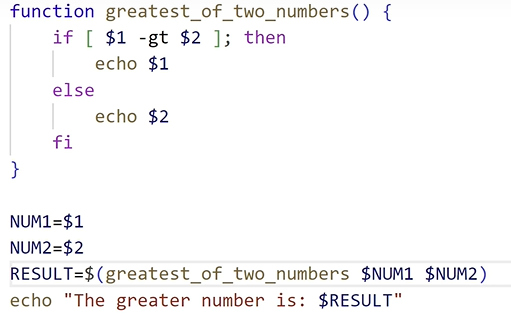 function greatest_of_two_numbers() {
    if [ $1 -gt $2 ]; then
        echo $1
    else
        echo $2
    fi
}
NUM1=$1
NUM2=$2
RESULT=$(greatest_of_two_numbers $NUM1 $NUM2)
echo "The greater number is: $RESULT"